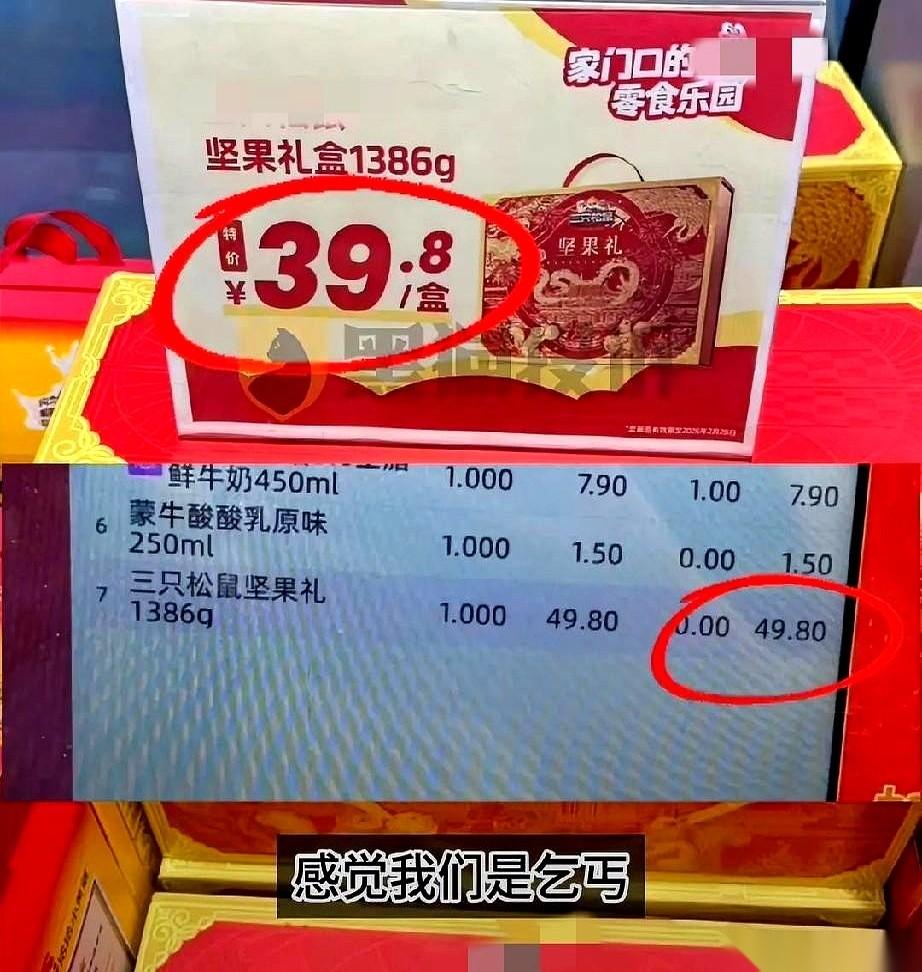 家门口的
零食乐园
坚果礼盒1386g
特价
¥39.8/盒
三只松鼠
坚果礼
鲜牛奶450ml 1.000 7.90 1.00 7.90
6 蒙牛酸酸乳原味 250ml 1.000 1.50 0.00 1.50
7 三只松鼠坚果礼 1386g 1.000 49.80 0.00 49.80
感觉我们是乞丐